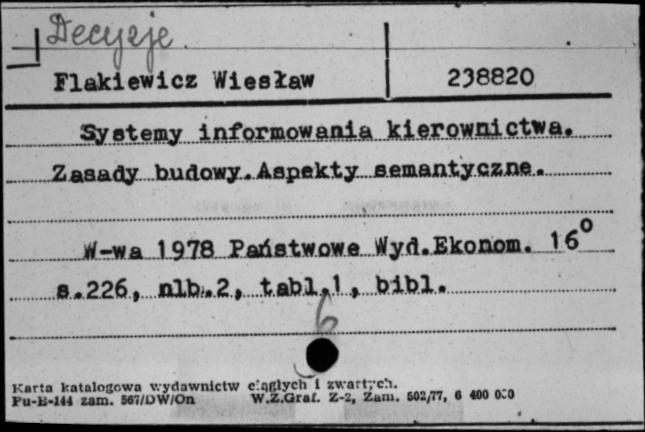 Decyzje
Flakiewicz Wiesław 238820
Systemy informowania kierownictwa.
Zasady budowy. Aspekty semantyczne.
W-wa 1978 Państwowe Wyd. Ekonom. 16⁰
s.226, nlb.2, tabl.1, bibl.
6
Karta katalogowa wydawnictw ciągłych i zwartych.
Pu-B-144 zam. 567/DW/On W.Z.Graf. Z-2, Zam. 502/77, 6 400 000